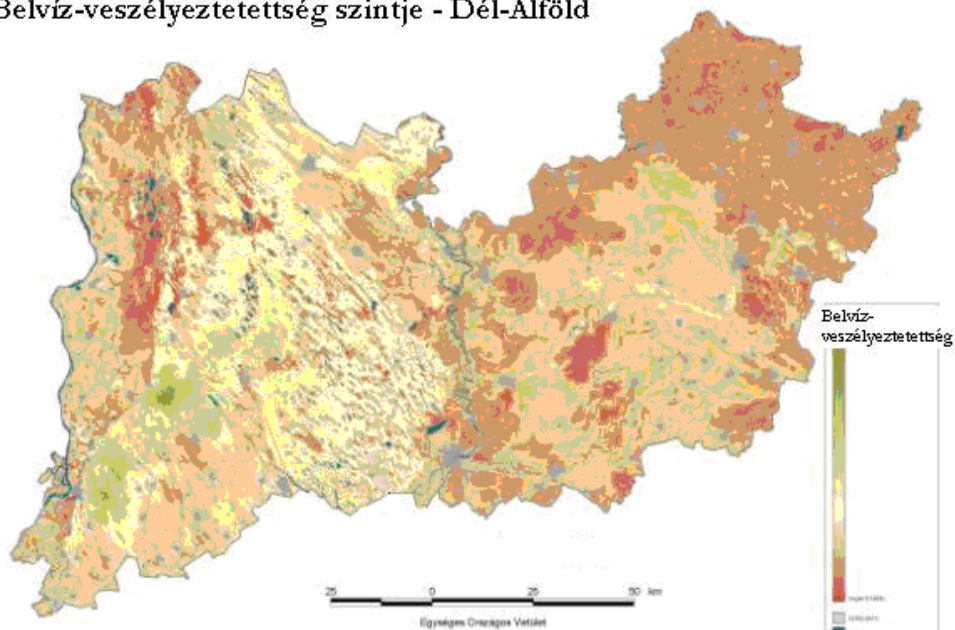 Belvíz-veszélyeztetettség szintje - Dél-Alföld
Belvíz-
veszélyeztetettség
25 0 25 50 km
Egységes Országos Vetület